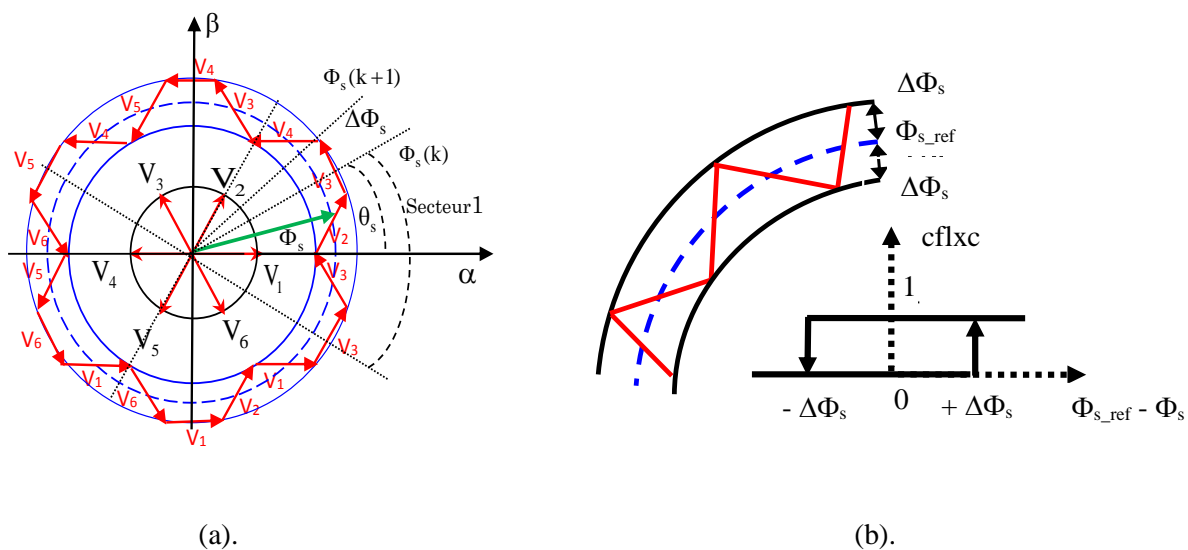 β
V4
V4
V5
V3
V4
V5
V3
V2
V3
V6
V5
V6
V1
V6
V1
V1
V2
V3
V3
V2
V1
V6
V5
V4
V3
Φs(k+1)
ΔΦs
Φs(k)
θs
Secteur1
Φs
α
(a).
ΔΦs
Φs_ref
ΔΦs
cflxc
1
0
- ΔΦs
+ ΔΦs
Φs_ref - Φs
(b).